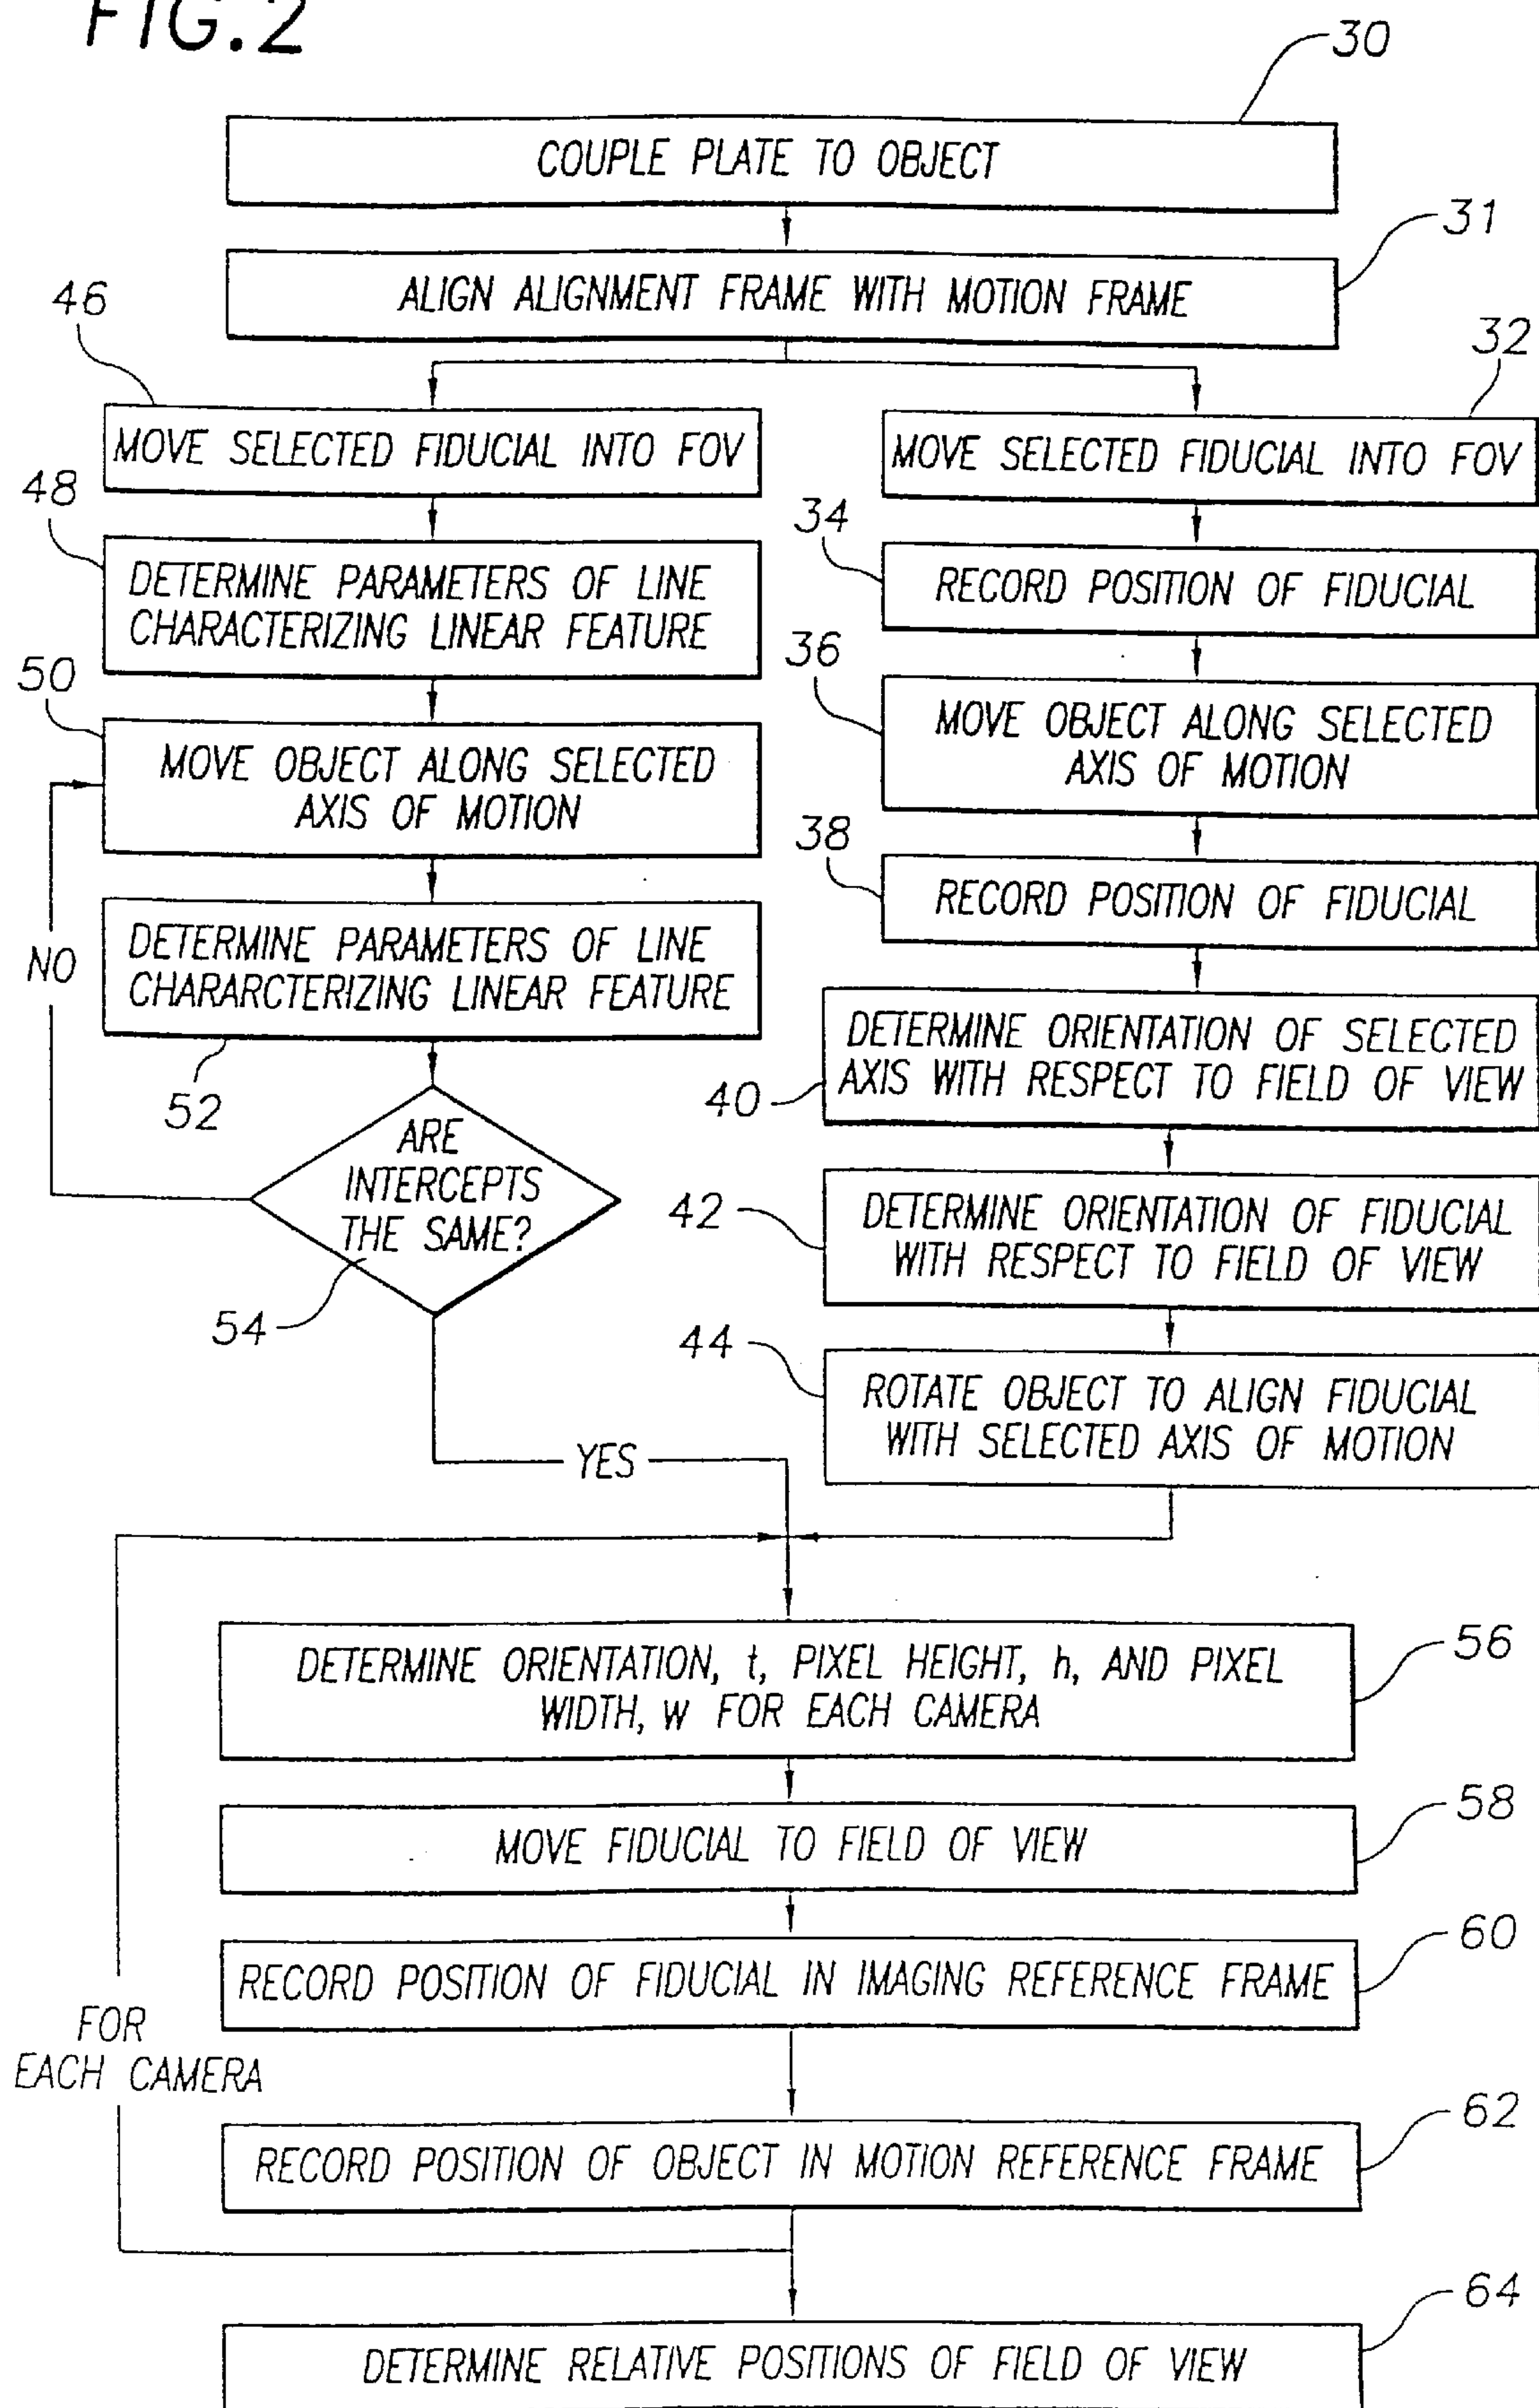 FIG.2
30
COUPLE PLATE TO OBJECT
31
ALIGN ALIGNMENT FRAME WITH MOTION FRAME
46
MOVE SELECTED FIDUCIAL INTO FOV
48
DETERMINE PARAMETERS OF LINE
CHARACTERIZING LINEAR FEATURE
50
MOVE OBJECT ALONG SELECTED
AXIS OF MOTION
NO
DETERMINE PARAMETERS OF LINE
CHARARCTERIZING LINEAR FEATURE
52
ARE
INTERCEPTS
THE SAME?
54
YES
32
MOVE SELECTED FIDUCIAL INTO FOV
34
RECORD POSITION OF FIDUCIAL
36
MOVE OBJECT ALONG SELECTED
AXIS OF MOTION
38
RECORD POSITION OF FIDUCIAL
DETERMINE ORIENTATION OF SELECTED
AXIS WITH RESPECT TO FIELD OF VIEW
40
42
DETERMINE ORIENTATION OF FIDUCIAL
WITH RESPECT TO FIELD OF VIEW
44
ROTATE OBJECT TO ALIGN FIDUCIAL
WITH SELECTED AXIS OF MOTION
56
DETERMINE ORIENTATION, t, PIXEL HEIGHT, h, AND PIXEL
WIDTH, w FOR EACH CAMERA
58
MOVE FIDUCIAL TO FIELD OF VIEW
60
RECORD POSITION OF FIDUCIAL IN IMAGING REFERENCE FRAME
FOR
EACH CAMERA
62
RECORD POSITION OF OBJECT IN MOTION REFERENCE FRAME
64
DETERMINE RELATIVE POSITIONS OF FIELD OF VIEW